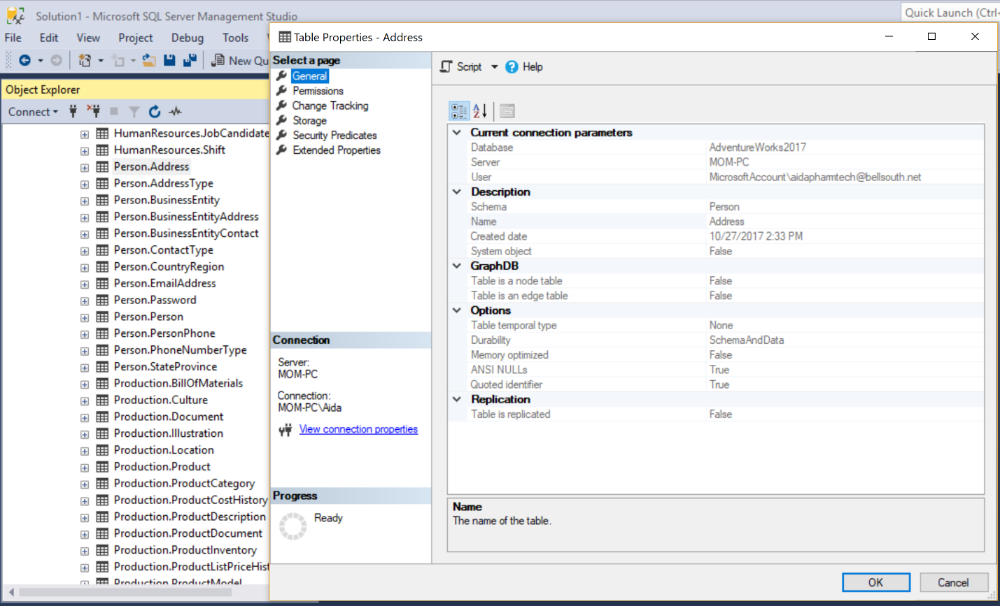 Solution1 - Microsoft SQL Server Management Studio
Quick Launch (Ctrl+
File Edit View Project Debug Tools
New Qu
Object Explorer
Connect
HumanResources.JobCandidate
HumanResources.Shift
Person.Address
Person.AddressType
Person.BusinessEntity
Person.BusinessEntityAddress
Person.BusinessEntityContact
Person.ContactType
Person.CountryRegion
Person.EmailAddress
Person.Password
Person.Person
Person.PersonPhone
Person.PhoneNumberType
Person.StateProvince
Production.BillOfMaterials
Production.Culture
Production.Document
Production.Illustration
Production.Location
Production.Product
Production.ProductCategory
Production.ProductCostHistory
Production.ProductDescription
Production.ProductDocument
Production.ProductInventory
Production.ProductListPriceHist
Production.ProductModel
Table Properties - Address
Select a page
General
Permissions
Change Tracking
Storage
Security Predicates
Extended Properties
Connection
Server:
MOM-PC
Connection:
MOM-PC\Aida
View connection properties
Progress
Ready
Script Help
Current connection parameters
Database AdventureWorks2017
Server MOM-PC
User MicrosoftAccount\aidapharmtech@bellsouth.net
Description
Schema Person
Name Address
Created date 10/27/2017 2:33 PM
System object False
GraphDB
Table is a node table False
Table is an edge table False
Options
Table temporal type None
Durability SchemaAndData
Memory optimized False
ANSI NULLs True
Quoted identifier True
Replication
Table is replicated False
Name
The name of the table.
OK Cancel